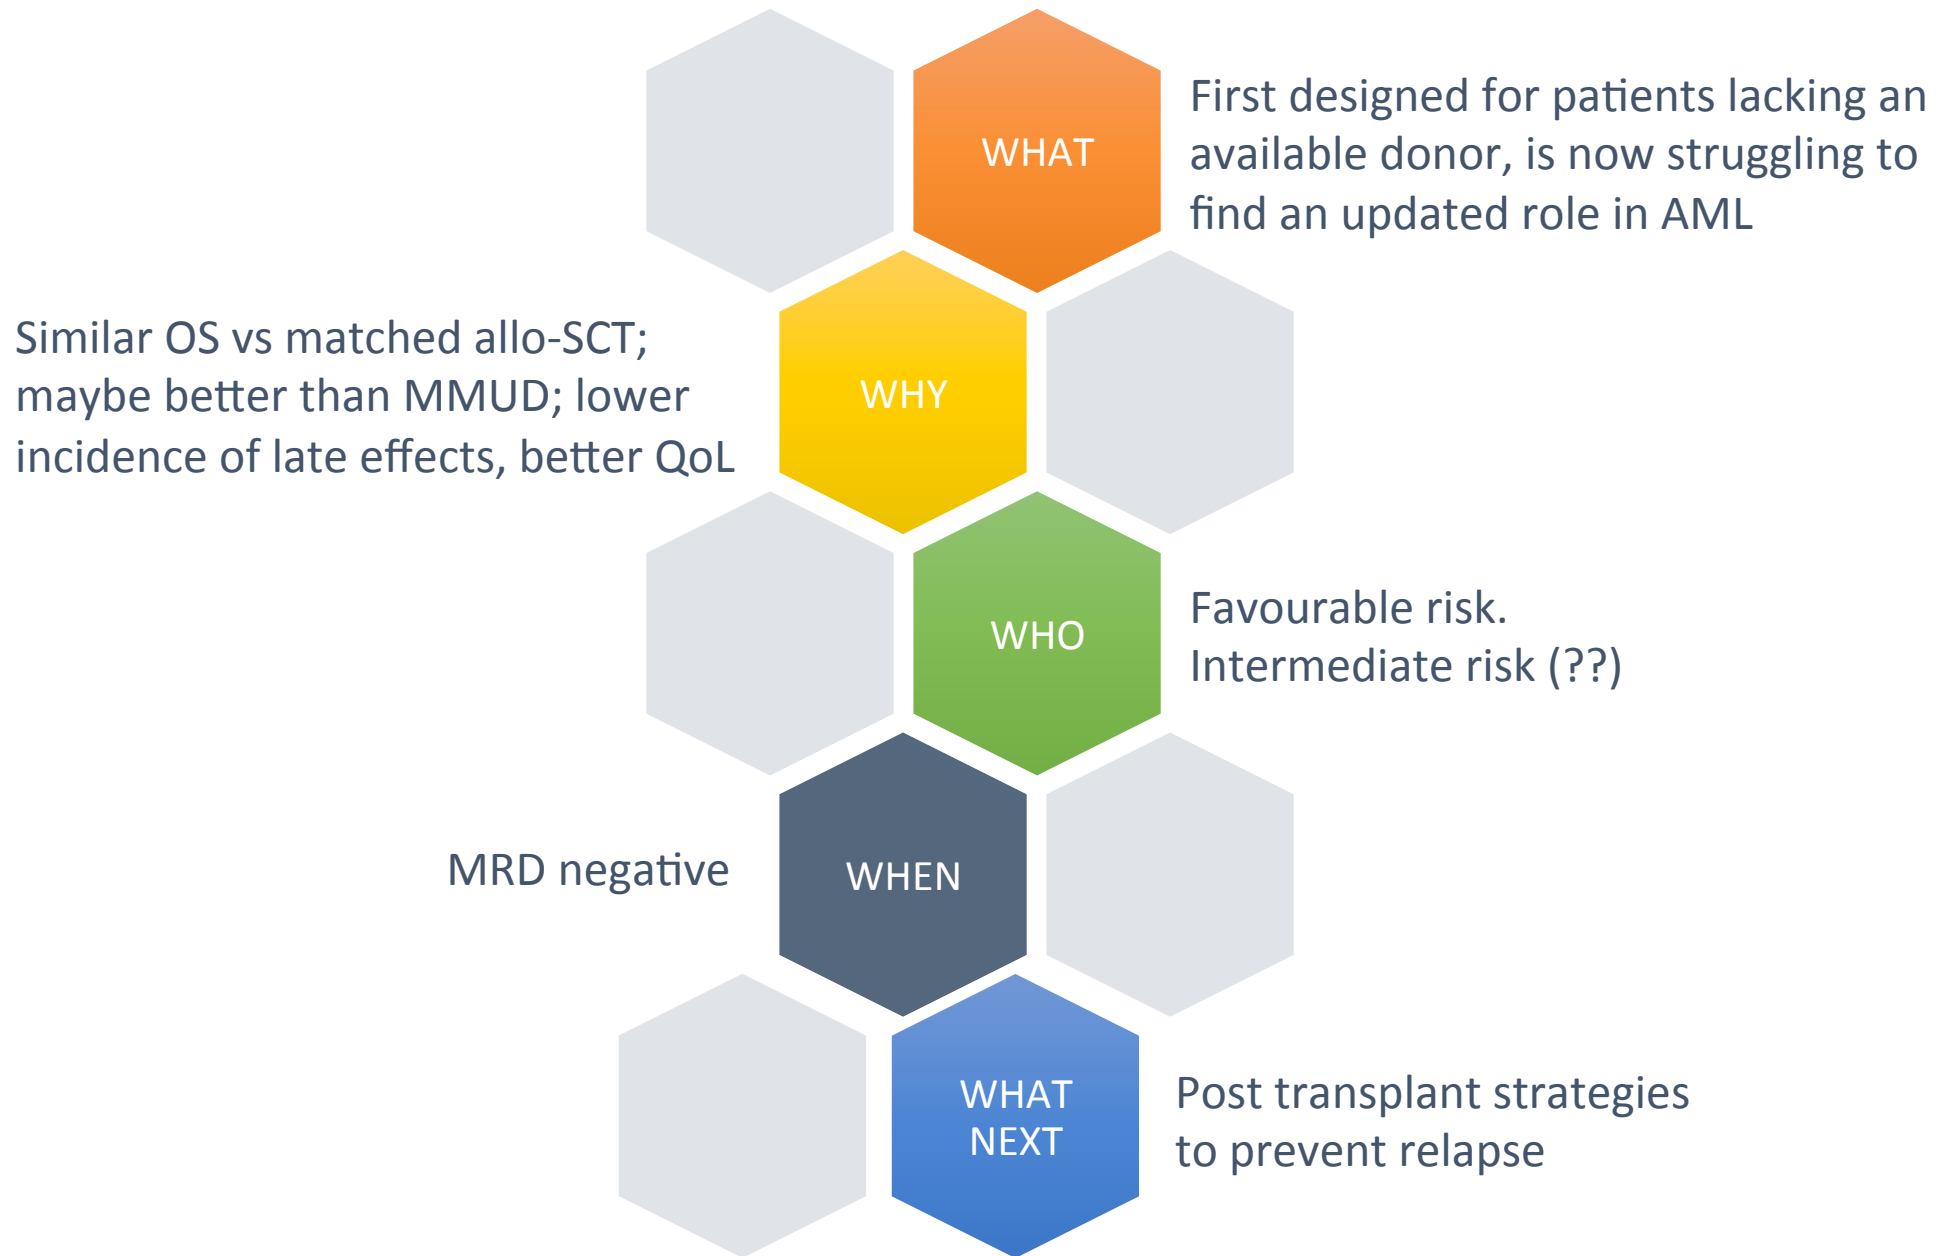 WHAT
First designed for patients lacking an
available donor, is now struggling to
find an updated role in AML
Similar OS vs matched allo-SCT;
maybe better than MMUD; lower
incidence of late effects, better QoL
WHY
WHO
Favourable risk.
Intermediate risk (??)
MRD negative
WHEN
WHAT
NEXT
Post transplant strategies
to prevent relapse